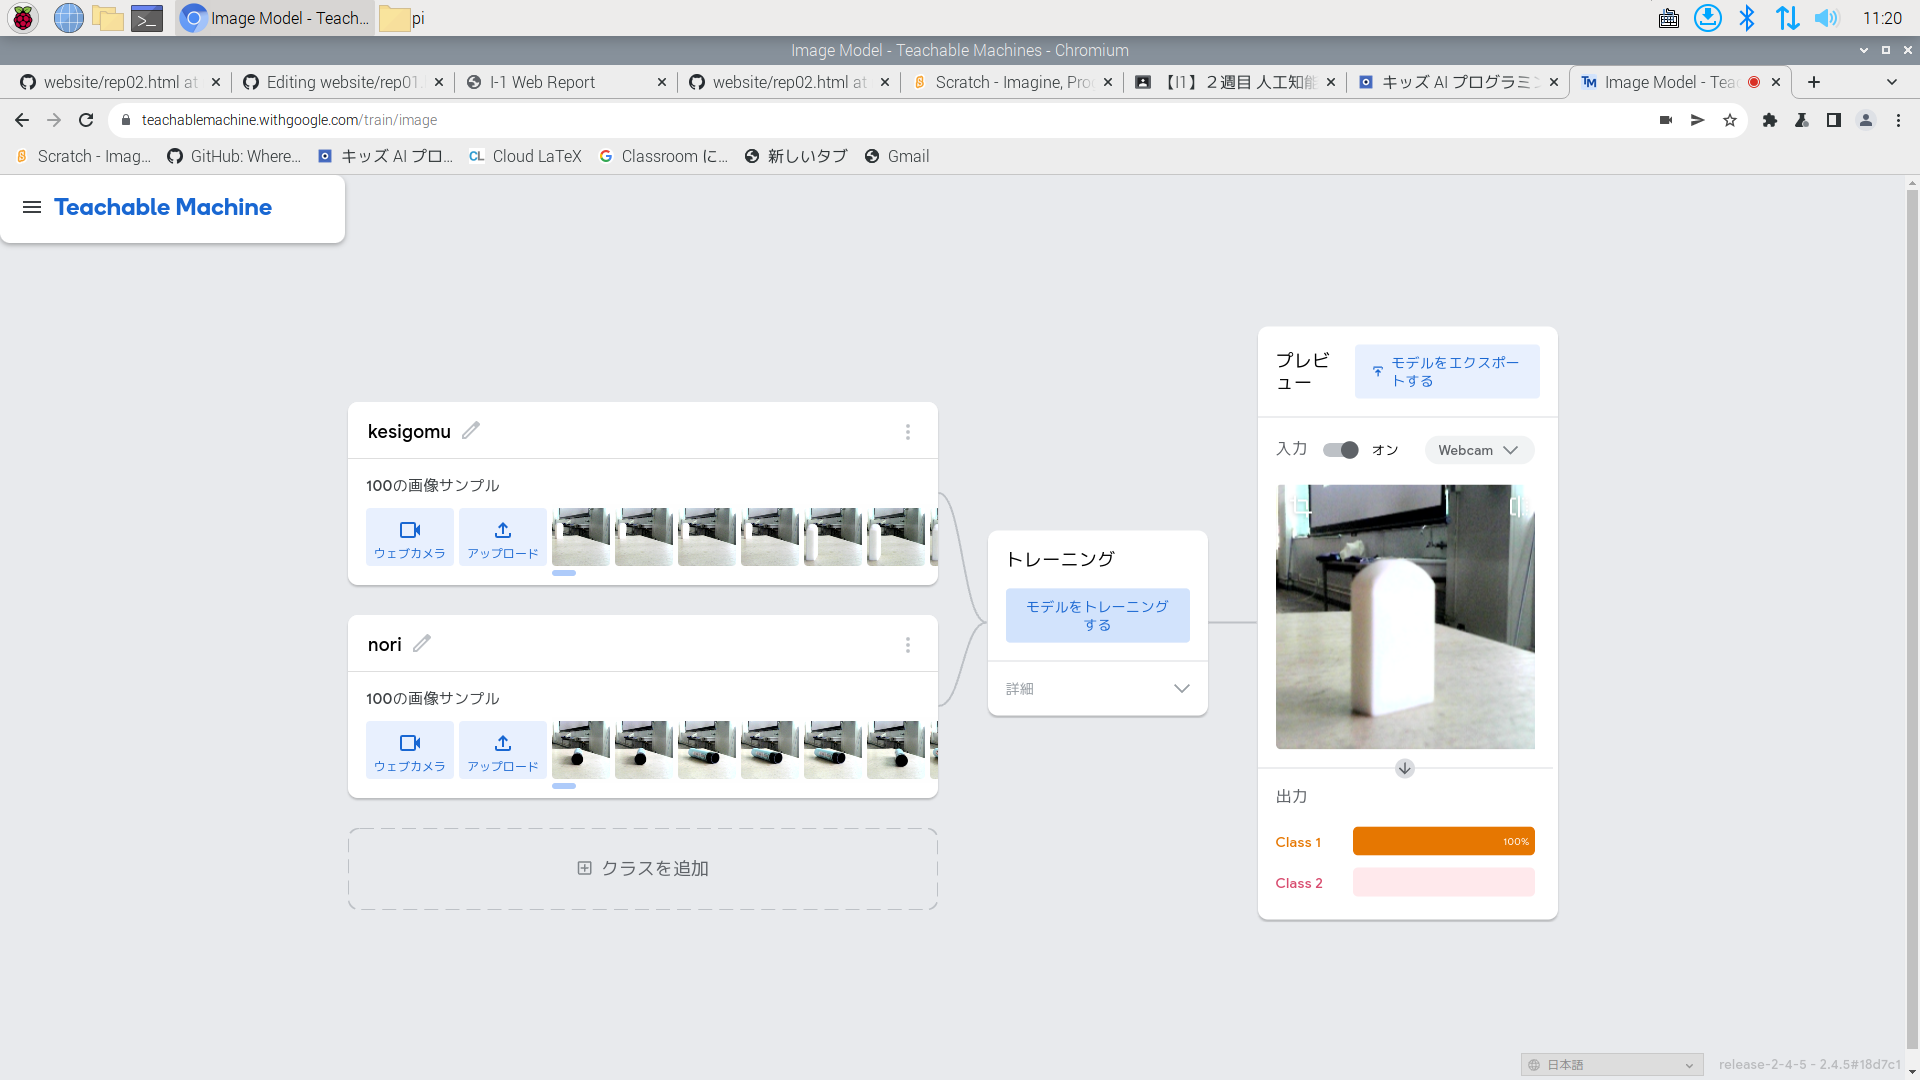 Image Model - Teach...
pi
11:20
Image Model - Teachable Machines - Chromium
website/rep02.html at
Editing website/rep01.
I-1 Web Report
website/rep02.html at
Scratch - Imagine, Pro
【I1】２週目 人工知能
キッズ AI プログラミン
Image Model - Tea
teachablemachine.withgoogle.com/train/image
Scratch - Imag...
GitHub: Where...
キッズ AI プロ...
CL Cloud LaTeX
Classroom に...
新しいタブ
Gmail
Teachable Machine
プレビ
ュー
モデルをエクスポー
トする
kesigomu
入力
オン
Webcam
100の画像サンプル
ウェブカメラ
アップロード
トレーニング
モデルをトレーニング
する
nori
詳細
100の画像サンプル
ウェブカメラ
アップロード
出力
Class 1
100%
クラスを追加
Class 2
日本語
release-2-4-5 - 2.4.5#18d7c1